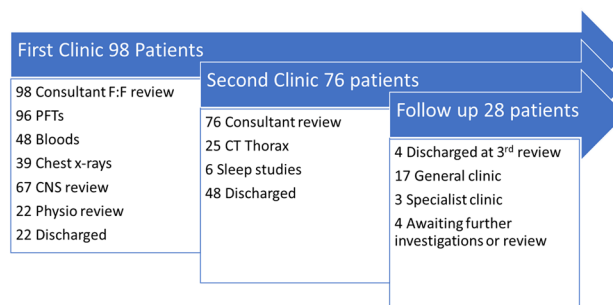 First Clinic 98 Patients
98 Consultant F:F review
96 PFTs
48 Bloods
39 Chest x-rays
67 CNS review
22 Physio review
22 Discharged
Second Clinic 76 patients
76 Consultant review
25 CT Thorax
6 Sleep studies
48 Discharged
Follow up 28 patients
4 Discharged at 3rd review
17 General clinic
3 Specialist clinic
4 Awaiting further
investigations or review